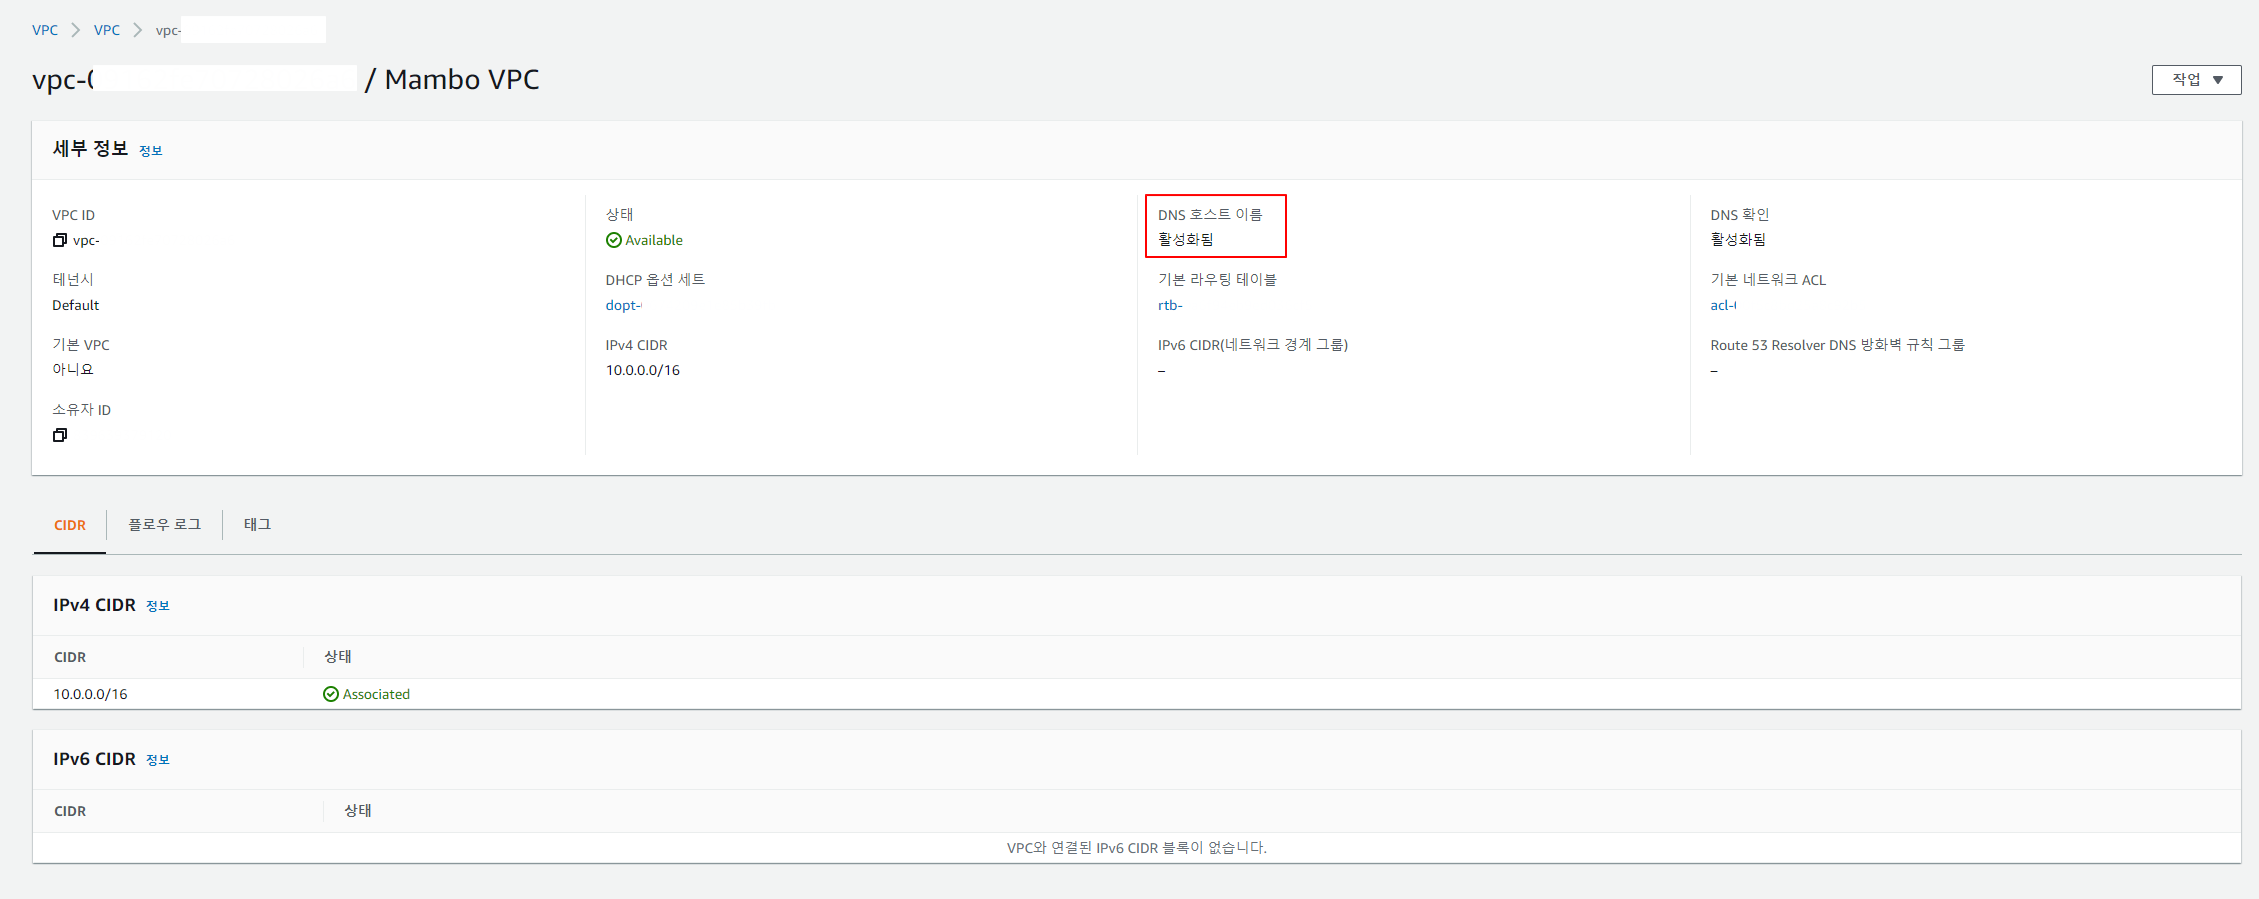 VPC > VPC > vpc-
vpc-0 / Mambo VPC
작업 ▼
세부 정보 정보
VPC ID
vpc-
상태
Available
DNS 호스트 이름
활성화됨
DNS 확인
활성화됨
테넌시
Default
DHCP 옵션 세트
dopt-
기본 라우팅 테이블
rtb-
기본 네트워크 ACL
acl-
기본 VPC
아니요
IPv4 CIDR
10.0.0.0/16
IPv6 CIDR(네트워크 경계 그룹)
–
Route 53 Resolver DNS 방화벽 규칙 그룹
–
소유자 ID
CIDR 플로우 로그 태그
IPv4 CIDR 정보
CIDR 상태
10.0.0.0/16 Associated
IPv6 CIDR 정보
CIDR 상태
VPC와 연결된 IPv6 CIDR 블록이 없습니다.